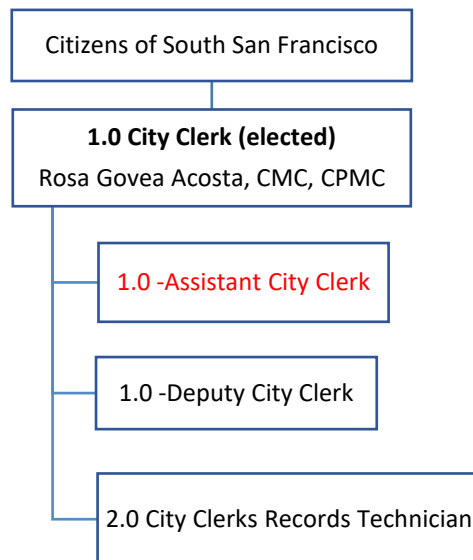 Citizens of South San Francisco
1.0 City Clerk (elected)
Rosa Govea Acosta, CMC, CPMC
1.0 -Assistant City Clerk
1.0 -Deputy City Clerk
2.0 City Clerks Records Technician